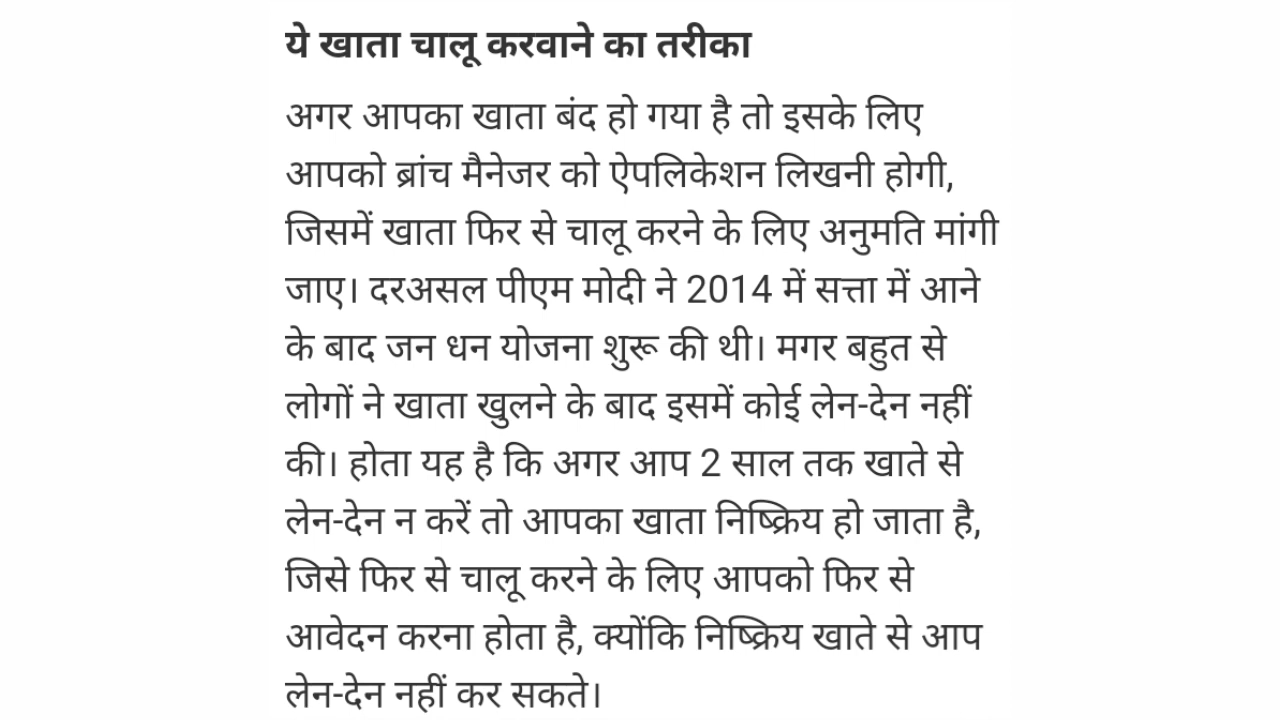 ये खाता चालू करवाने का तरीका
अगर आपका खाता बंद हो गया है तो इसके लिए
आपको ब्रांच मैनेजर को ऐपलिकेशन लिखनी होगी,
जिसमें खाता फिर से चालू करने के लिए अनुमति मांगी
जाए। दरअसल पीएम मोदी ने 2014 में सत्ता में आने
के बाद जन धन योजना शुरू की थी। मगर बहुत से
लोगों ने खाता खुलने के बाद इसमें कोई लेन-देन नहीं
की। होता यह है कि अगर आप 2 साल तक खाते से
लेन-देन न करें तो आपका खाता निष्क्रिय हो जाता है,
जिसे फिर से चालू करने के लिए आपको फिर से
आवेदन करना होता है, क्योंकि निष्क्रिय खाते से आप
लेन-देन नहीं कर सकते।